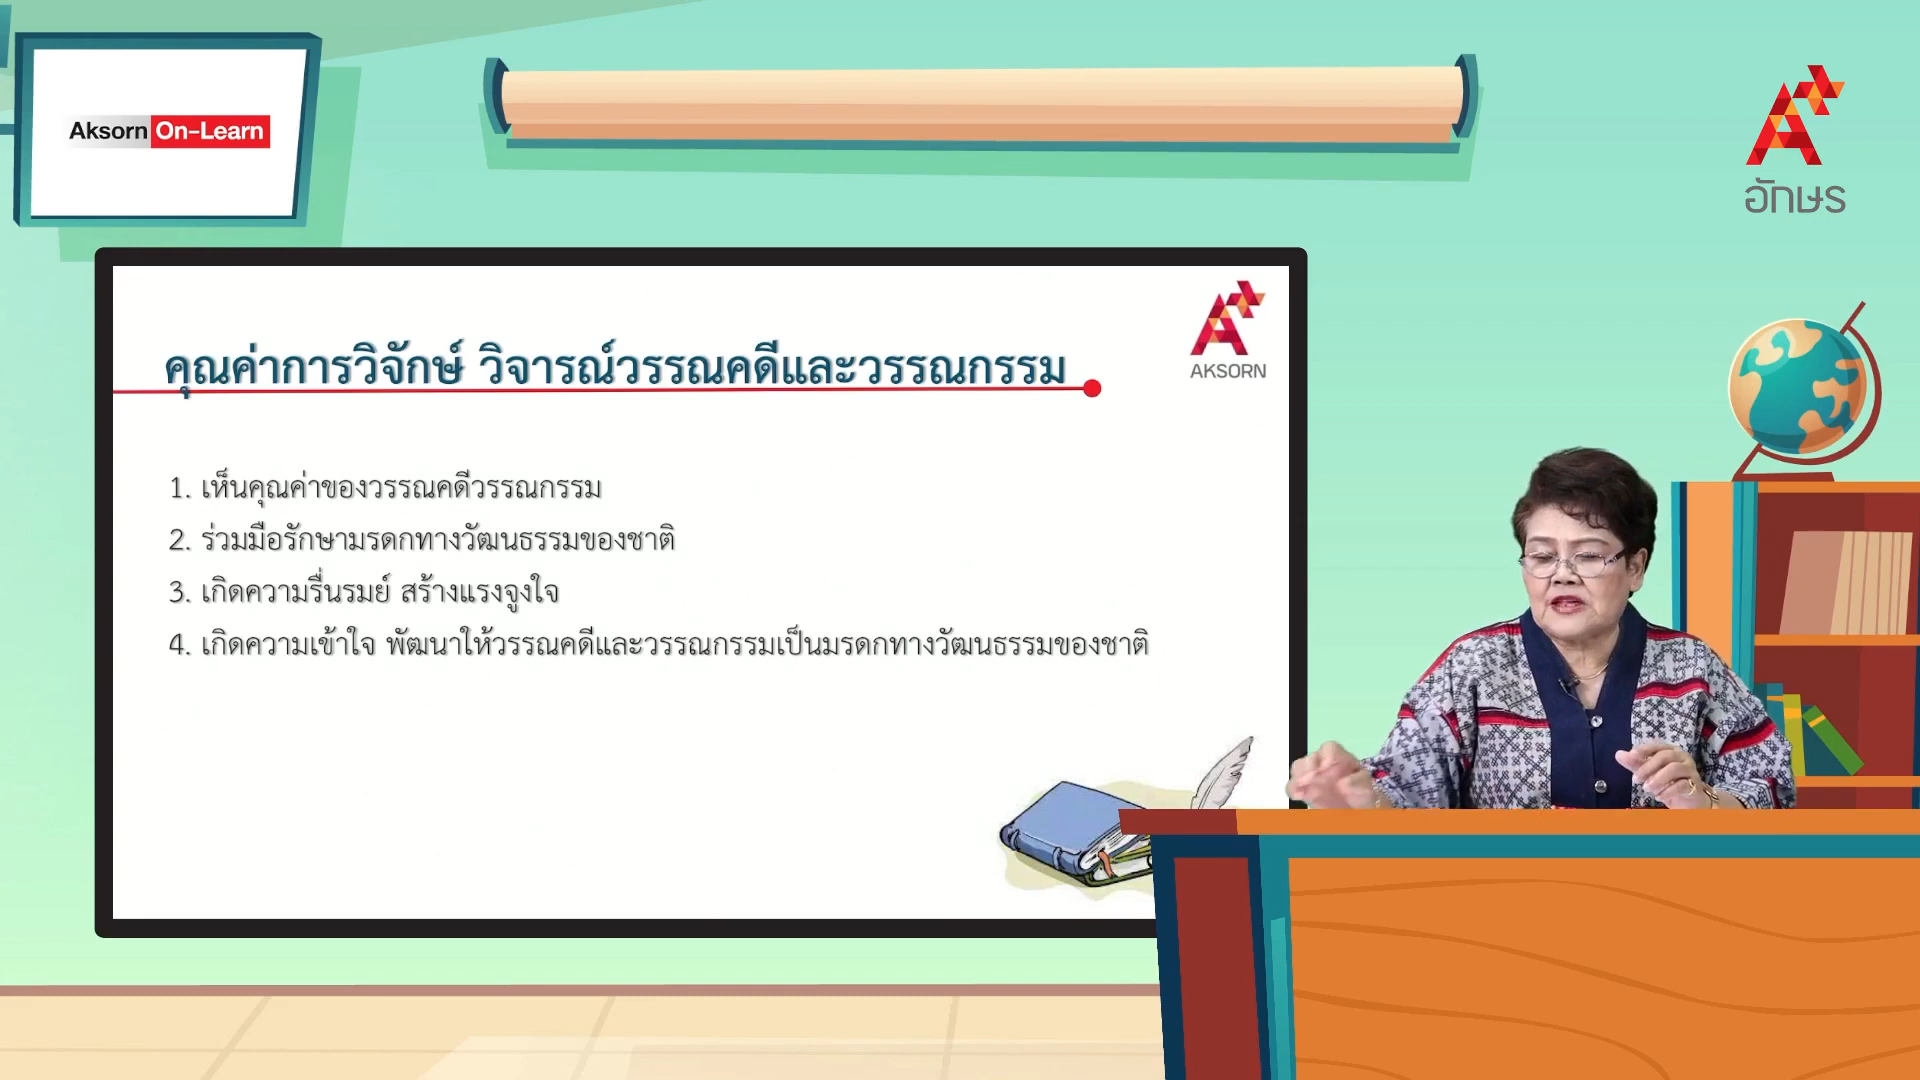 Aksorn On-Learn
อักษร
AKSORN
คุณค่าการวิจักษ์ วิจารณ์วรรณคดีและวรรณกรรม
1. เห็นคุณค่าของวรรณคดีวรรณกรรม
2. ร่วมมือรักษามรดกทางวัฒนธรรมของชาติ
3. เกิดความรื่นรมย์ สร้างแรงจูงใจ
4. เกิดความเข้าใจ พัฒนาให้วรรณคดีและวรรณกรรมเป็นมรดกทางวัฒนธรรมของชาติ